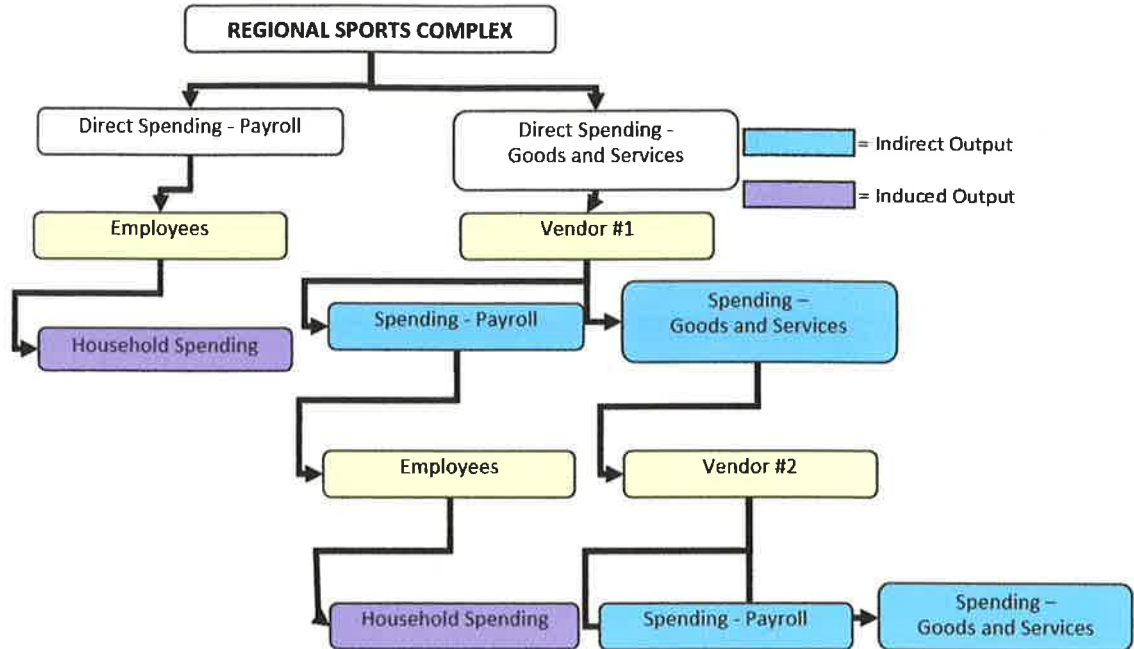 REGIONAL SPORTS COMPLEX
Direct Spending - Payroll
Direct Spending -
Goods and Services
= Indirect Output
= Induced Output
Employees
Vendor #1
Spending - Payroll
Spending –
Goods and Services
Household Spending
Employees
Vendor #2
Household Spending
Spending - Payroll
Spending –
Goods and Services